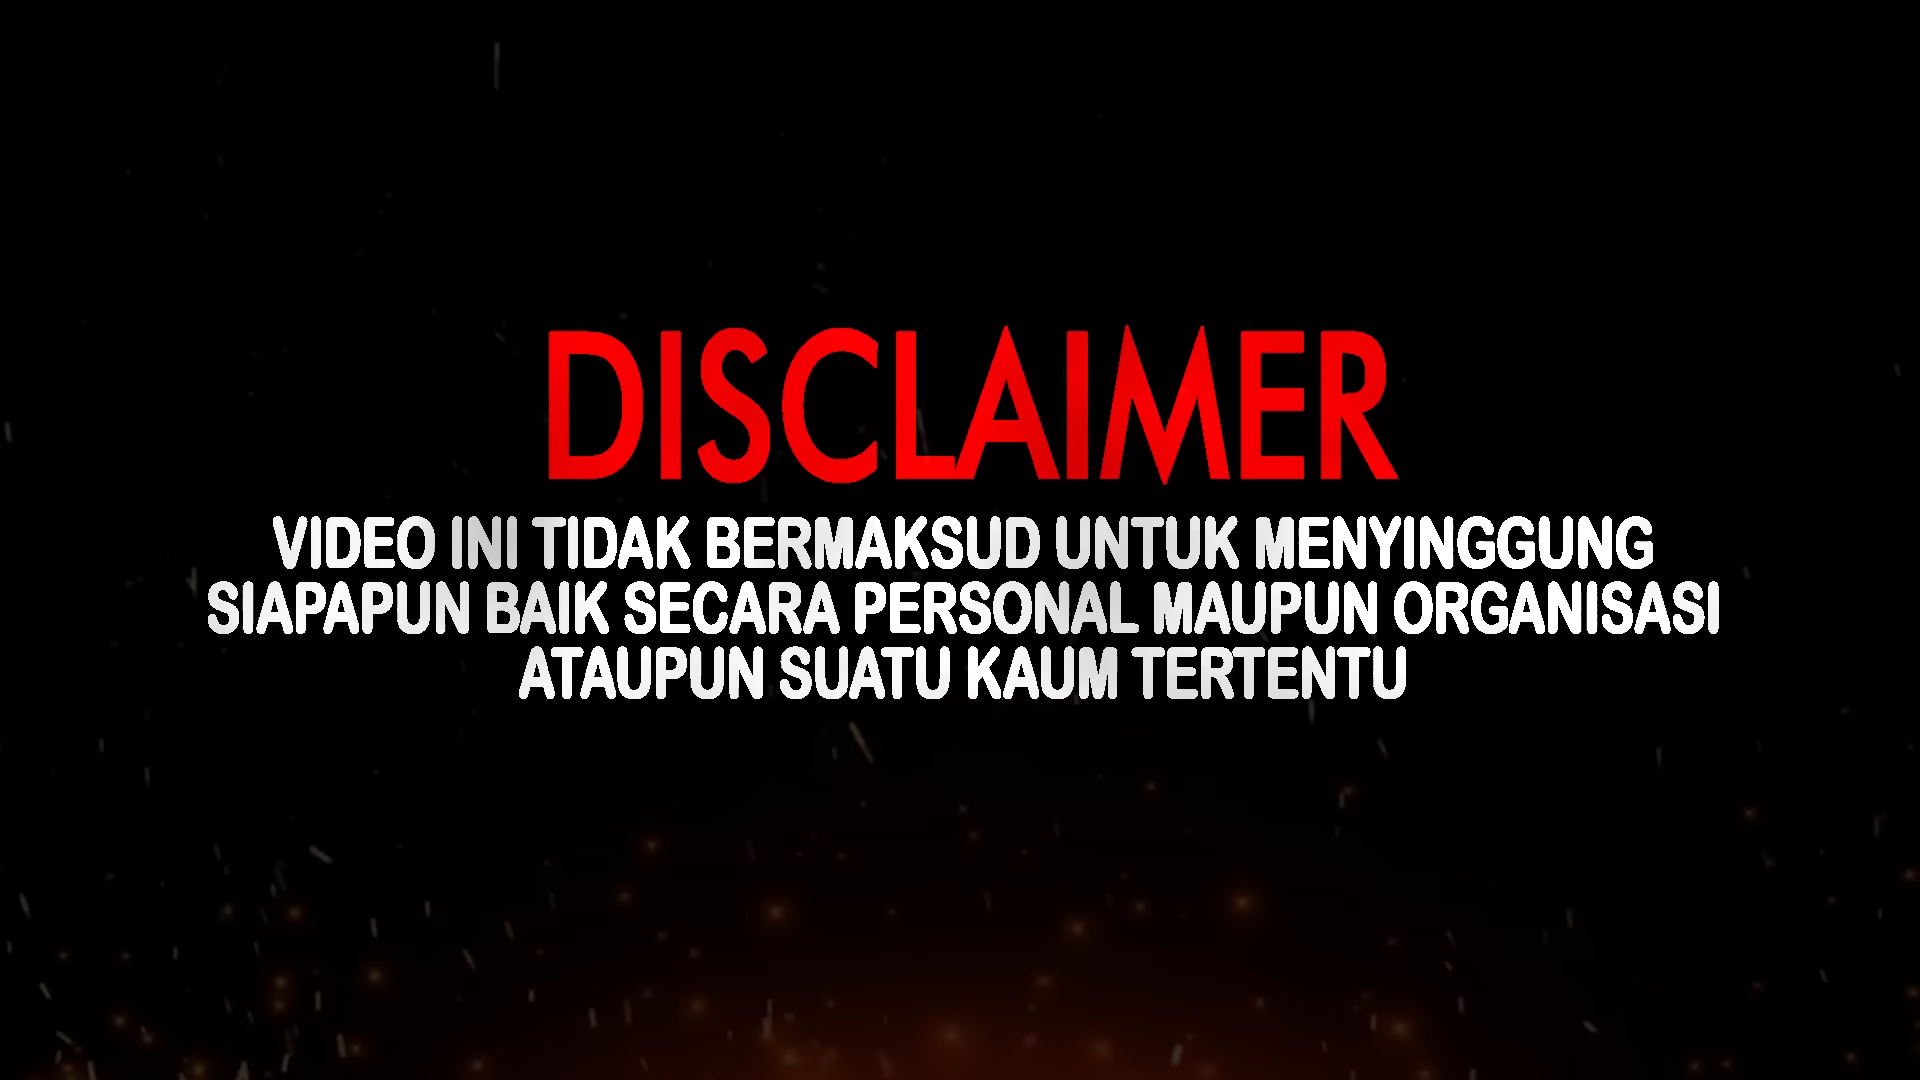 DISCLAIMER
VIDEO INI TIDAK BERMAKSUD UNTUK MENYINGGUNG
SIAPAPUN BAIK SECARA PERSONAL MAUPUN ORGANISASI
ATAUPUN SUATU KAUM TERTENTU